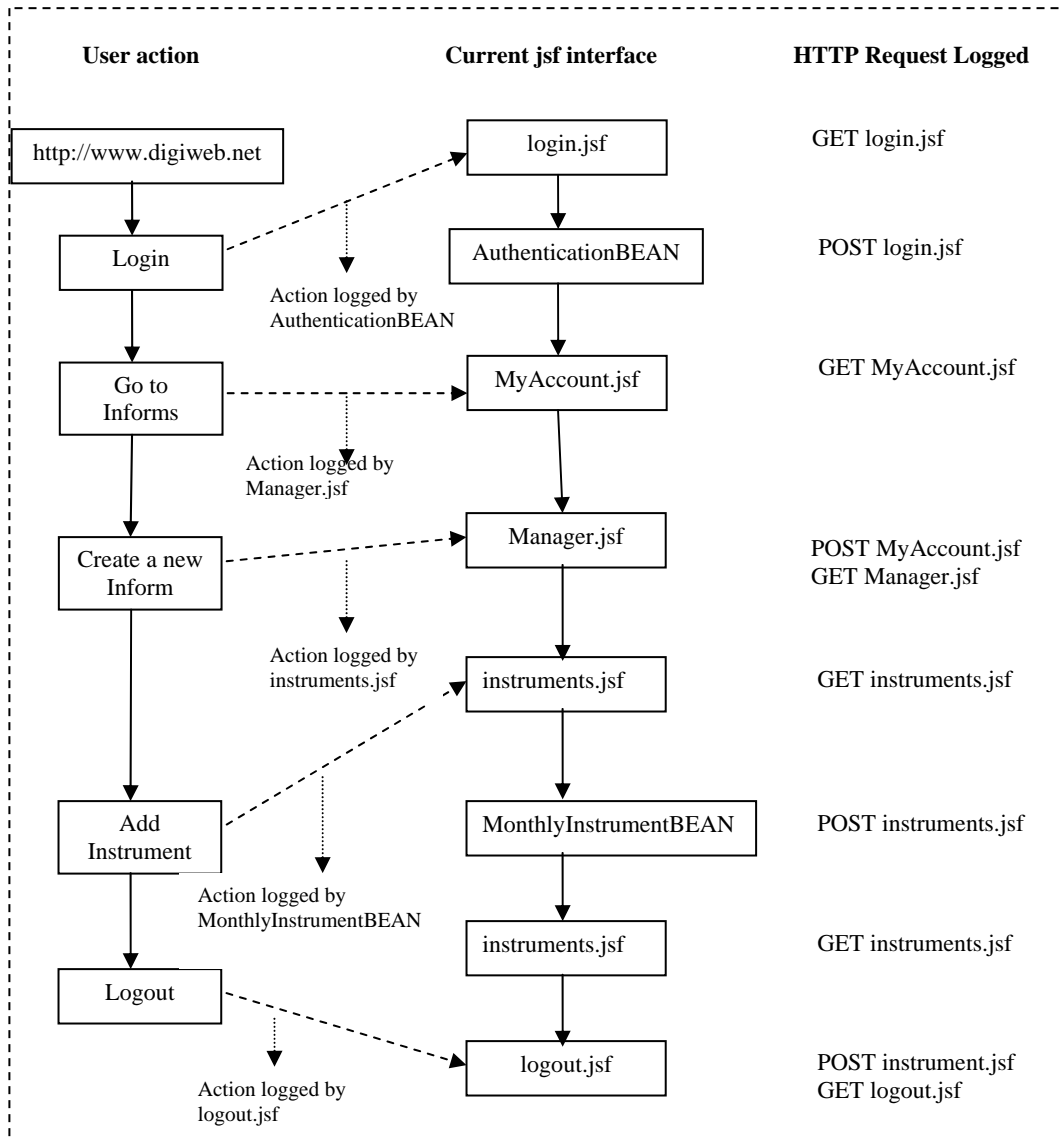 User action
Current jsf interface
HTTP Request Logged
http://www.digiweb.net
login.jsf
GET login.jsf
Login
AuthenticationBEAN
POST login.jsf
Action logged by
AuthenticationBEAN
Go to
Informs
MyAccount.jsf
GET MyAccount.jsf
Action logged by
Manager.jsf
Create a new
Inform
Manager.jsf
POST MyAccount.jsf
GET Manager.jsf
Action logged by
instruments.jsf
instruments.jsf
GET instruments.jsf
Add
Instrument
MonthlyInstrumentBEAN
POST instruments.jsf
Action logged by
MonthlyInstrumentBEAN
instruments.jsf
GET instruments.jsf
Logout
logout.jsf
POST instrument.jsf
GET logout.jsf
Action logged by
logout.jsf